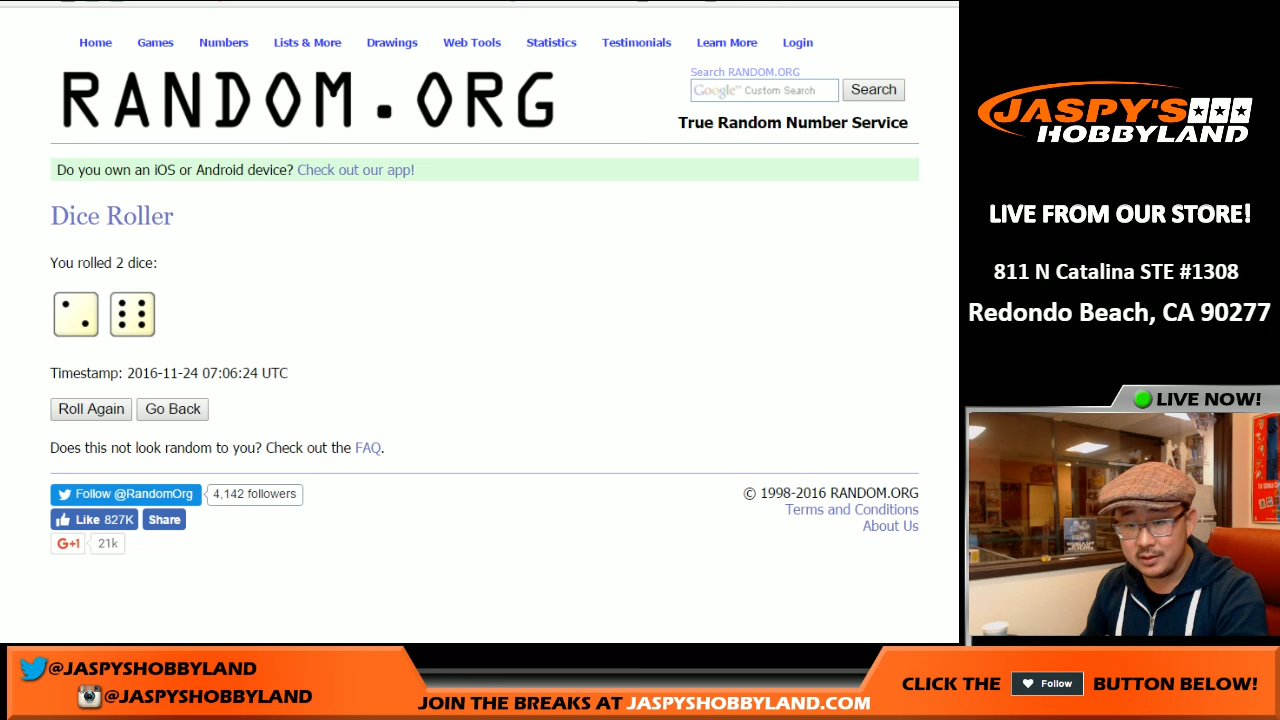 Home Games Numbers Lists & More Drawings Web Tools Statistics Testimonials Learn More Login
RANDOM.ORG
Search RANDOM.ORG
Google™ Custom Search Search
True Random Number Service
Do you own an iOS or Android device? Check out our app!
Dice Roller
You rolled 2 dice:
Timestamp: 2016-11-24 07:06:24 UTC
Roll Again Go Back
Does this not look random to you? Check out the FAQ.
Follow @RandomOrg 4,142 followers
Like 827K Share
G+1 21k
© 1998-2016 RANDOM.ORG
Terms and Conditions
About Us
JASPY'S
HOBBYLAND
LIVE FROM OUR STORE!
811 N Catalina STE #1308
Redondo Beach, CA 90277
LIVE NOW!
@JASPYSHOBBYLAND
@JASPYSHOBBYLAND
JOIN THE BREAKS AT JASPYSHOBBYLAND.COM
CLICK THE Follow BUTTON BELOW!